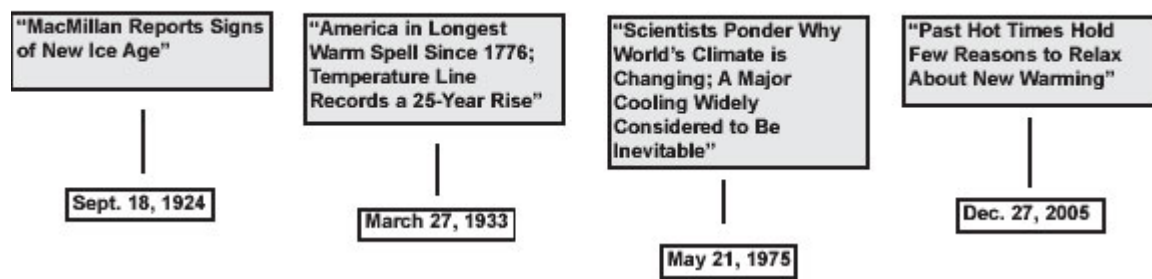 “MacMillan Reports Signs
of New Ice Age”
Sept. 18, 1924
“America in Longest
Warm Spell Since 1776;
Temperature Line
Records a 25-Year Rise”
March 27, 1933
“Scientists Ponder Why
World’s Climate is
Changing; A Major
Cooling Widely
Considered to Be
Inevitable”
May 21, 1975
“Past Hot Times Hold
Few Reasons to Relax
About New Warming”
Dec. 27, 2005